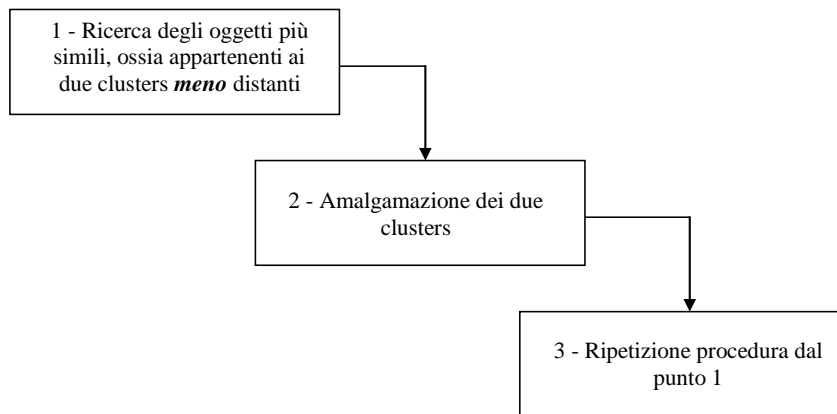 1 - Ricerca degli oggetti più
simili, ossia appartenenti ai
due clusters meno distanti
2 - Amalgamazione dei due
clusters
3 - Ripetizione procedura dal
punto 1